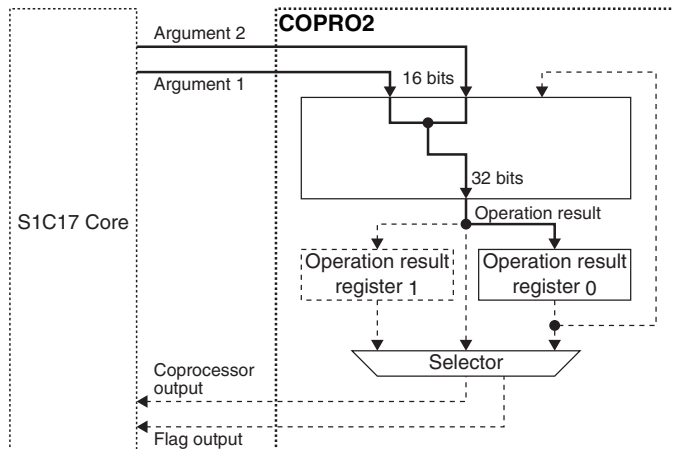 COPRO2
Argument 2
16 bits
Argument 1
32 bits
S1C17 Core
Operation result
Operation result
register 1
Operation result
register 0
Selector
Coprocessor
output
Flag output